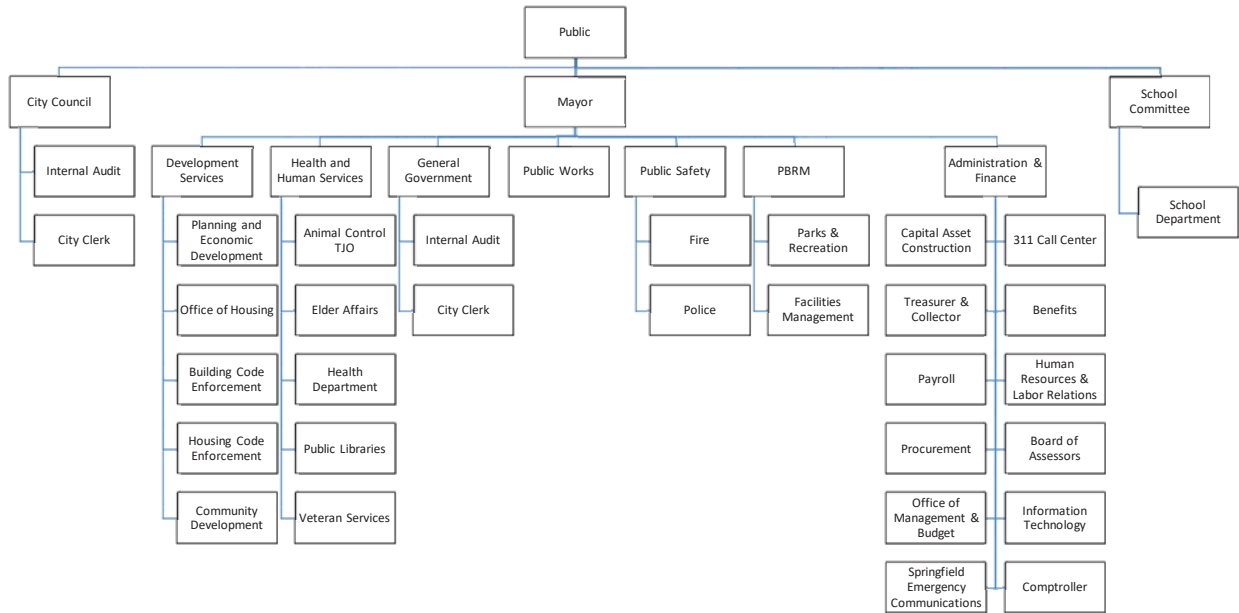 Public
City Council
Mayor
School
Committee
Internal Audit
City Clerk
Development
Services
Planning and
Economic
Development
Office of Housing
Building Code
Enforcement
Housing Code
Enforcement
Community
Development
Health and
Human Services
Animal Control
TJO
Elder Affairs
Health
Department
Public Libraries
Veteran Services
General
Government
Internal Audit
City Clerk
Public Works
Public Safety
Fire
Police
PBRM
Parks &
Recreation
Facilities
Management
Administration &
Finance
Capital Asset
Construction
311 Call Center
Treasurer &
Collector
Benefits
Payroll
Human
Resources &
Labor Relations
Procurement
Board of
Assessors
Office of
Management &
Budget
Information
Technology
Springfield
Emergency
Communications
Comptroller
School
Department